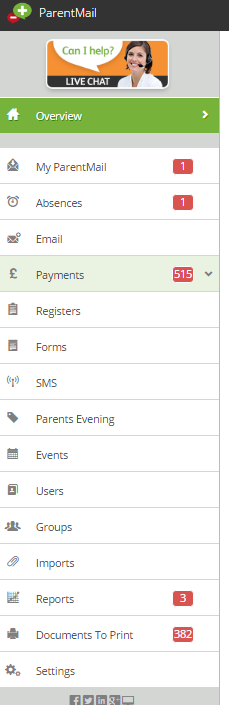 ParentMail
Can I help?
LIVE CHAT
Overview
My ParentMail 1
Absences 1
Email
£ Payments 515
Registers
Forms
SMS
Parents Evening
Events
Users
Groups
Imports
Reports 3
Documents To Print 382
Settings